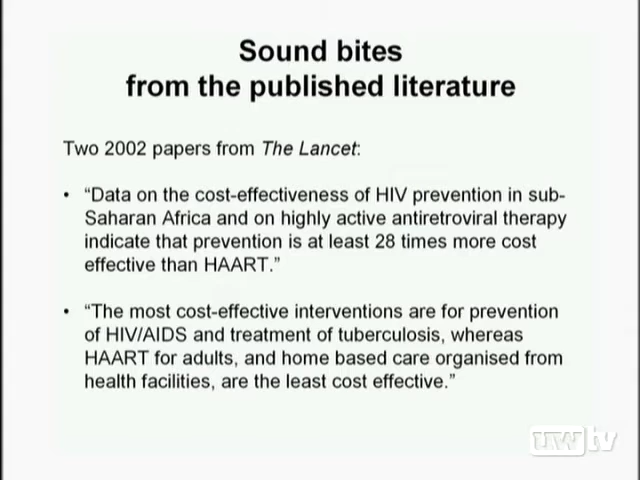 Sound bites
from the published literature
Two 2002 papers from The Lancet:
• “Data on the cost-effectiveness of HIV prevention in sub-
Saharan Africa and on highly active antiretroviral therapy
indicate that prevention is at least 28 times more cost
effective than HAART.”
• “The most cost-effective interventions are for prevention
of HIV/AIDS and treatment of tuberculosis, whereas
HAART for adults, and home based care organised from
health facilities, are the least cost effective.”
uwtv